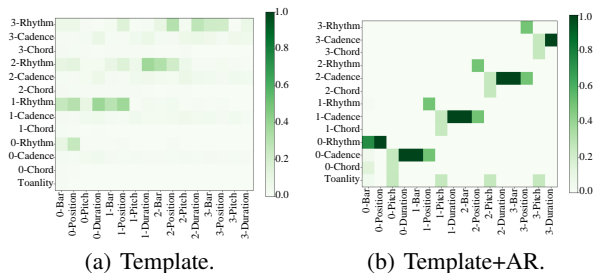 3-Rhythm
3-Cadence
3-Chord
2-Rhythm
2-Cadence
2-Chord
1-Rhythm
1-Cadence
1-Chord
0-Rhythm
0-Cadence
0-Chord
Toanlity
0-Bar
0-Position
0-Pitch
0-Duration
1-Bar
1-Position
1-Pitch
1-Duration
2-Bar
2-Position
2-Pitch
2-Duration
3-Bar
3-Position
3-Pitch
3-Duration
1.0
0.8
0.6
0.4
0.2
0.0
(a) Template.
3-Rhythm
3-Cadence
3-Chord
2-Rhythm
2-Cadence
2-Chord
1-Rhythm
1-Cadence
1-Chord
0-Rhythm
0-Cadence
0-Chord
Toanlity
0-Bar
0-Position
0-Pitch
0-Duration
1-Bar
1-Position
1-Pitch
1-Duration
2-Bar
2-Position
2-Pitch
2-Duration
3-Bar
3-Position
3-Pitch
3-Duration
1.0
0.8
0.6
0.4
0.2
0.0
(b) Template+AR.